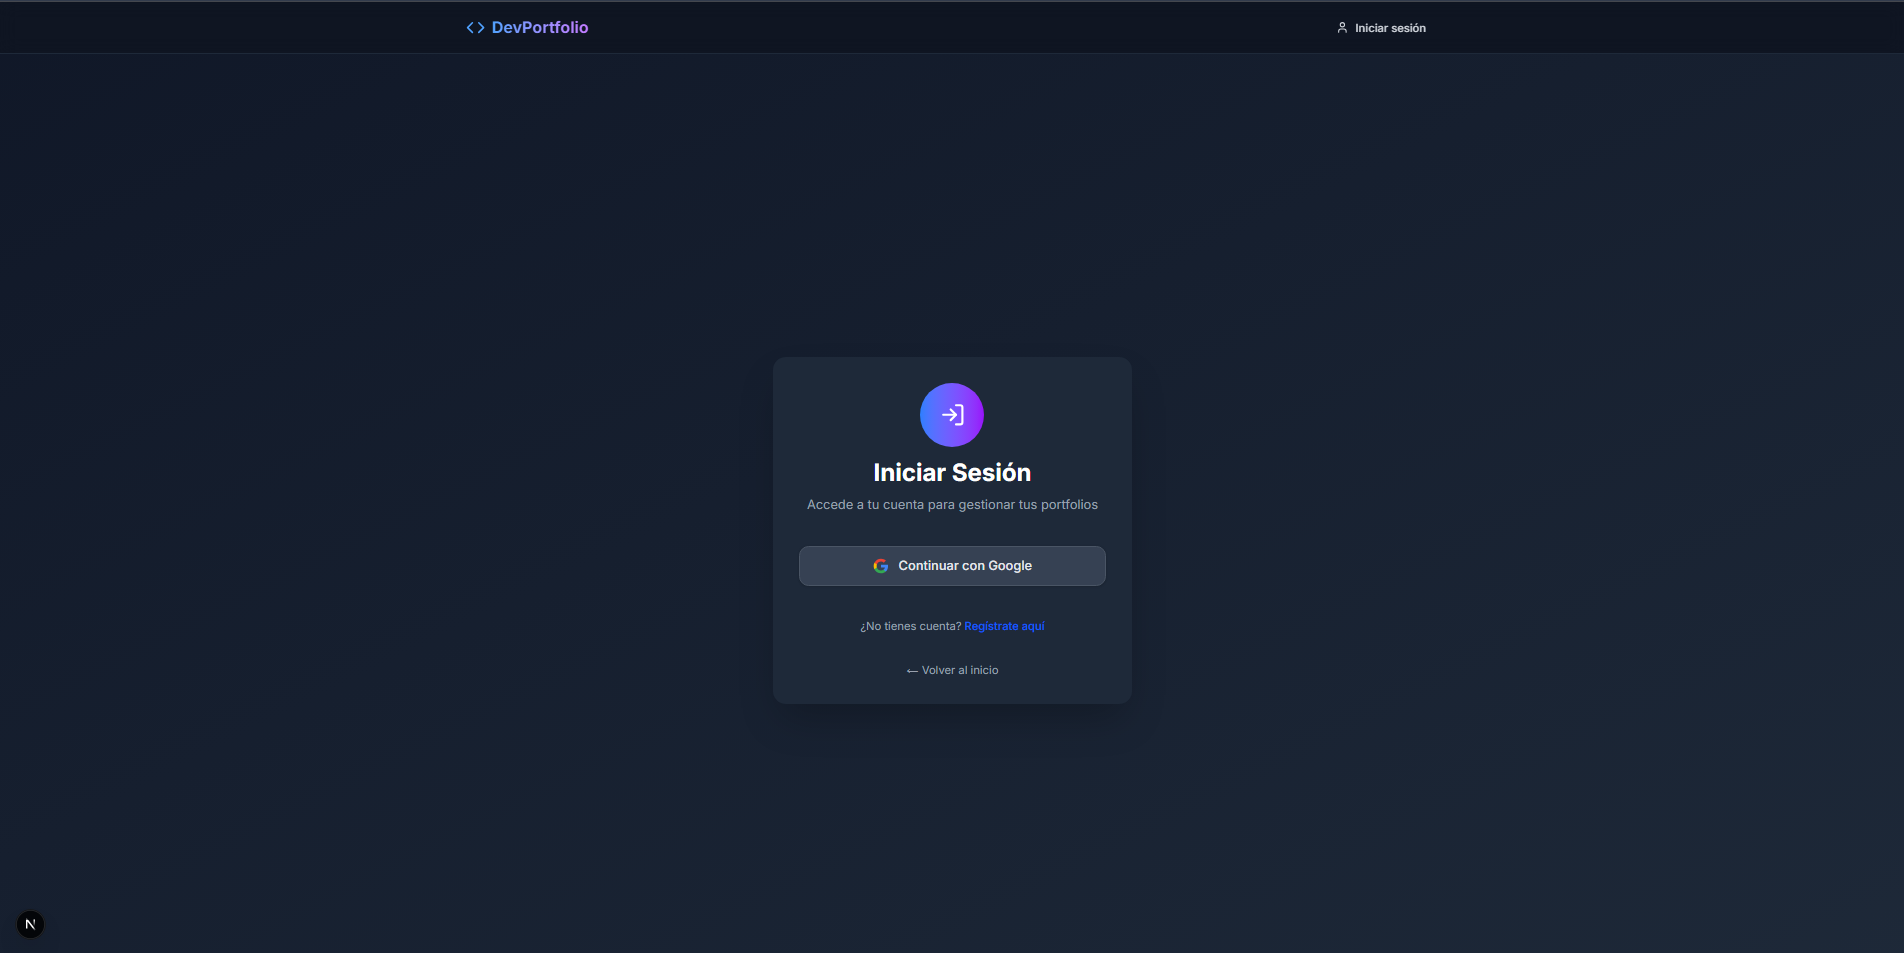 DevPortfolio
Iniciar sesión
Iniciar Sesión
Accede a tu cuenta para gestionar tus portfolios
Continuar con Google
¿No tienes cuenta? Regístrate aquí
← Volver al inicio
N